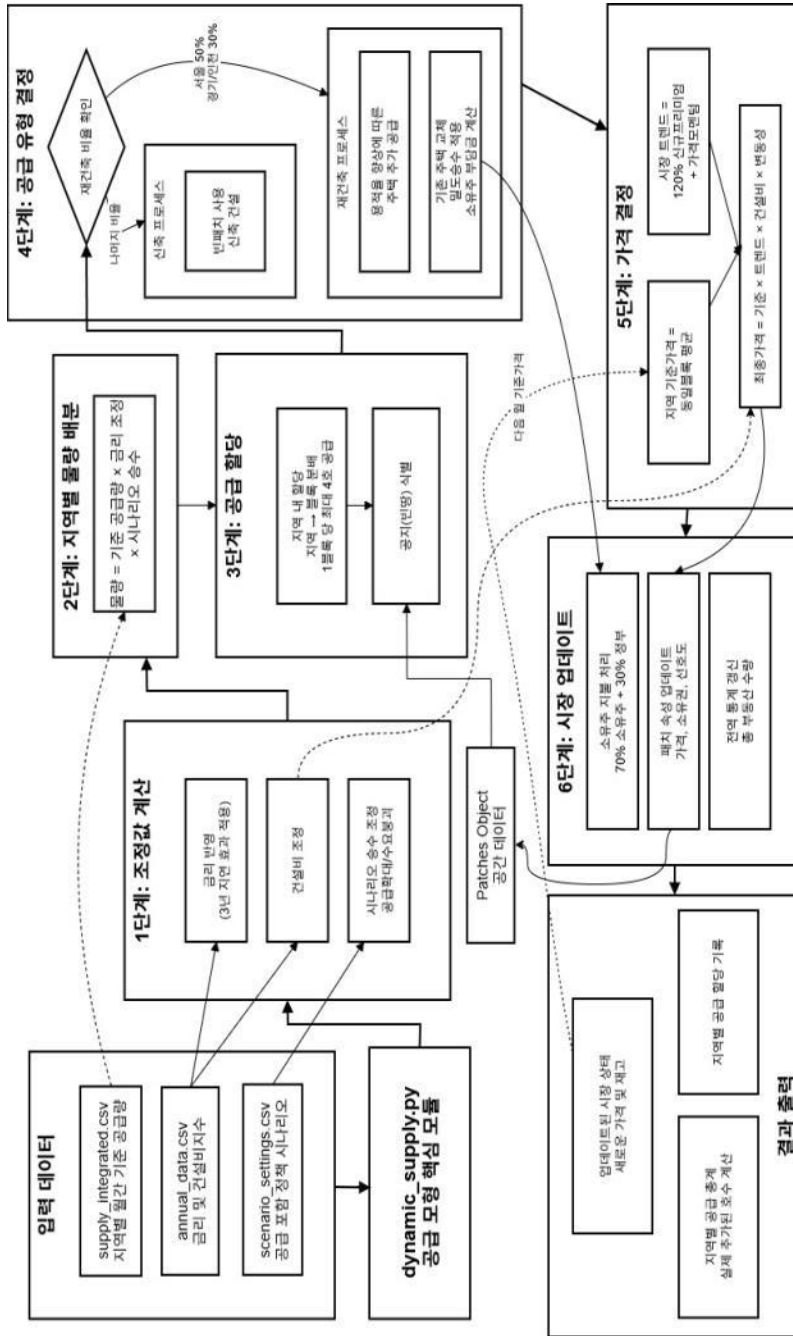 입력 데이터
supply_integrated.csv
지역별 월간 기준 공급량
annual_data.csv
금리 및 건설비지수
scenario_settings.csv
공급 포함 정책 시나리오
dynamic_supply.py
공급 모형 핵심 모듈
1단계: 조정값 계산
금리 반영
(3년 지연 효과 적용)
건설비 조정
시나리오 승수 조정
공급확대/수요붕괴
Patches Object
공간 데이터
2단계: 지역별 물량 배분
물량 = 기준 공급량 × 금리 조정
× 시나리오 승수
3단계: 공급 할당
지역 내 할당
지역 → 블록 분배
1블록 당 최대 4호 공급
공지(빈땅) 식별
4단계: 공급 유형 결정
재건축 비율 확인
나머지 비율
서울 50%
경기/인천 30%
신축 프로세스
빈패치 사용
신축 건설
재건축 프로세스
용적율 향상에 따른
주택 추가 공급
기존 주택 교체
밀도승수 적용
소유주 부담금 계산
5단계: 가격 결정
지역 기준가격 =
동일블록 평균
시장 트렌드 =
120% 신규프리미엄
+ 가격모멘텀
최종가격 = 기준 × 트렌드 × 건설비 × 변동성
다음 월 기준가격
6단계: 시장 업데이트
소유주 지불 처리
70% 소유주 + 30% 정부
패치 속성 업데이트
가격, 소유권, 선호도
전역 통계 갱신
총 부동산 수량
업데이트된 시장 상태
새로운 가격 및 재고
지역별 공급 총계
실제 추가된 호수 계산
지역별 공급 할당 기록
결과 출력